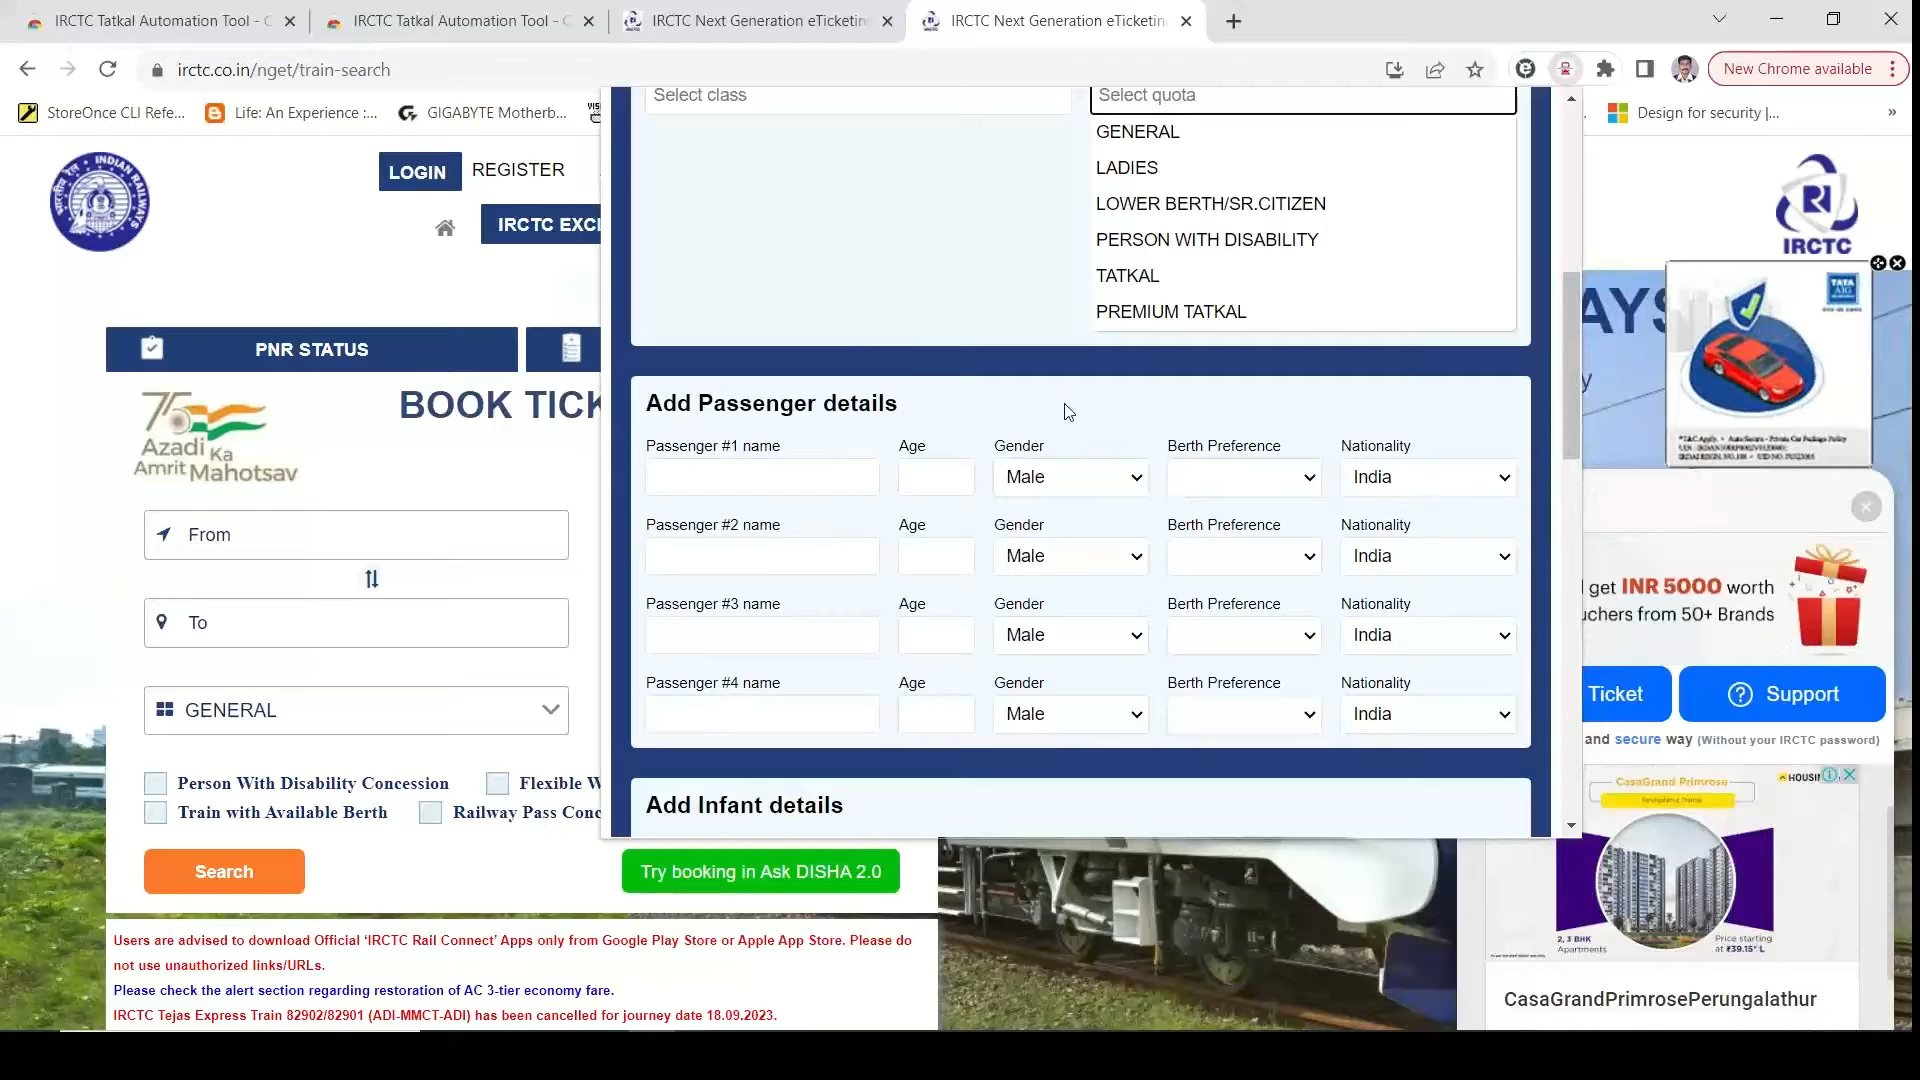 IRCTC Tatkal Automation Tool - C
IRCTC Tatkal Automation Tool - C
IRCTC Next Generation eTicketin
IRCTC Next Generation eTicketin
irctc.co.in/nget/train-search
New Chrome available
StoreOnce CLI Refe...
Life: An Experience :...
GIGABYTE Motherb...
Design for security |...
»
LOGIN
REGISTER
IRCTC EXCL
IRCTC
PNR STATUS
75
Azadi Ka
Amrit Mahotsav
BOOK TICK
From
To
GENERAL
Person With Disability Concession
Flexible W
Train with Available Berth
Railway Pass Conc
Search
Try booking in Ask DISHA 2.0
Users are advised to download Official ‘IRCTC Rail Connect’ Apps only from Google Play Store or Apple App Store. Please do
not use unauthorized links/URLs.
Please check the alert section regarding restoration of AC 3-tier economy fare.
IRCTC Tejas Express Train 82902/82901 (ADI-MMCT-ADI) has been cancelled for journey date 18.09.2023.
Select class
Select quota
GENERAL
LADIES
LOWER BERTH/SR.CITIZEN
PERSON WITH DISABILITY
TATKAL
PREMIUM TATKAL
Add Passenger details
Passenger #1 name Age Gender Berth Preference Nationality
Male India
Passenger #2 name Age Gender Berth Preference Nationality
Male India
Passenger #3 name Age Gender Berth Preference Nationality
Male India
Passenger #4 name Age Gender Berth Preference Nationality
Male India
Add Infant details
AYS
y
TATA
AIG
get INR 5000 worth
uchers from 50+ Brands
Ticket
Support
and secure way (Without your IRCTC password)
CasaGrand Primrose
2, 3 BHK
Apartments
Price starting
at ₹39.15* L
CasaGrandPrimrosePerungalathur